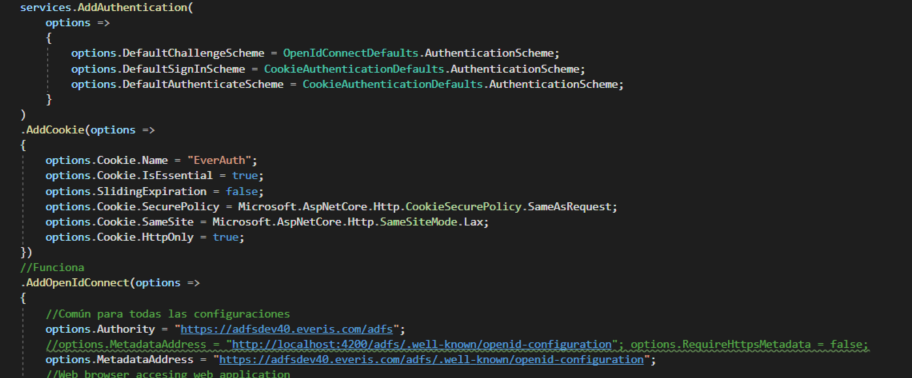 services.AddAuthentication(
options =>
{
options.DefaultChallengeScheme = OpenIdConnectDefaults.AuthenticationScheme;
options.DefaultSignInScheme = CookieAuthenticationDefaults.AuthenticationScheme;
options.DefaultAuthenticateScheme = CookieAuthenticationDefaults.AuthenticationScheme;
}
)
.AddCookie(options =>
{
options.Cookie.Name = "EverAuth";
options.Cookie.IsEssential = true;
options.SlidingExpiration = false;
options.Cookie.SecurePolicy = Microsoft.AspNetCore.Http.CookieSecurePolicy.SameAsRequest;
options.Cookie.SameSite = Microsoft.AspNetCore.Http.SameSiteMode.Lax;
options.Cookie.HttpOnly = true;
})
//Funciona
.AddOpenIdConnect(options =>
{
//Común para todas las configuraciones
options.Authority = "https://adfsdev40.everis.com/adfs";
//options.MetadataAddress = "http://localhost:4200/adfs/.well-known/openid-configuration"; options.RequireHttpsMetadata = false;
options.MetadataAddress = "https://adfsdev40.everis.com/adfs/.well-known/openid-configuration";
//Web browser accesing web application